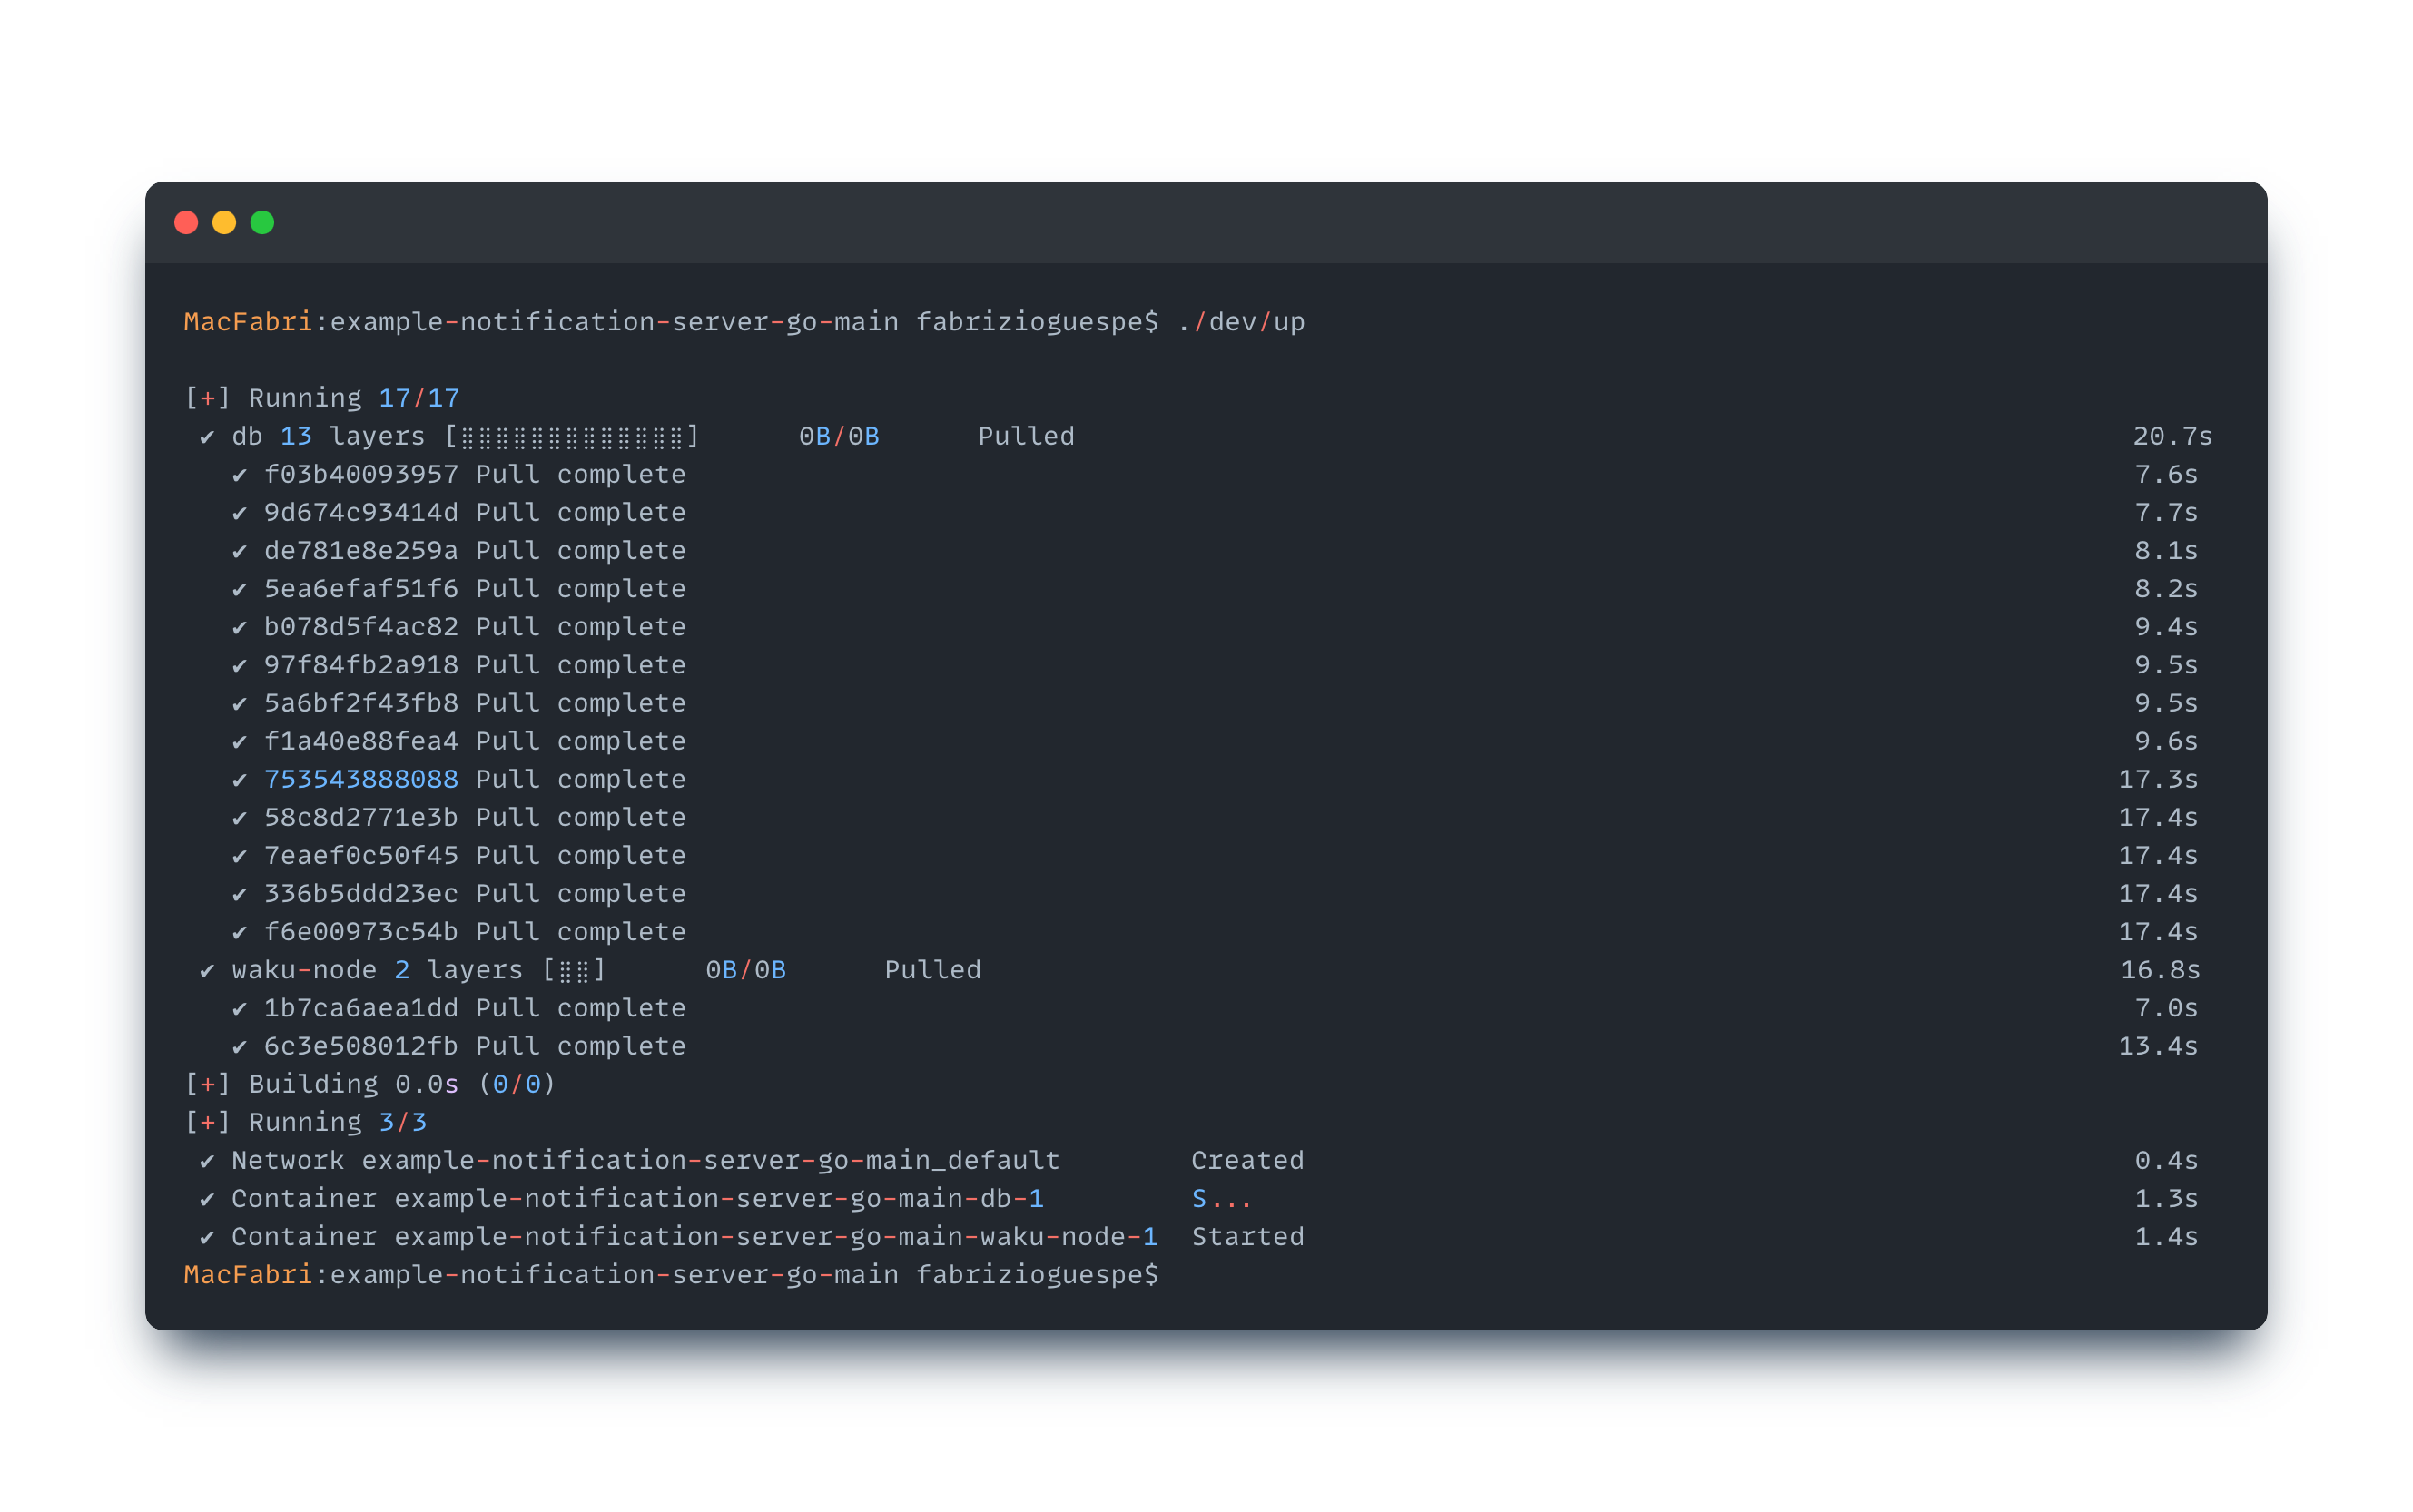 MacFabri:example-notification-server-go-main fabrizioguespe$ ./dev/up
[+] Running 17/17
✔ db 13 layers [⣿⣿⣿⣿⣿⣿⣿⣿⣿⣿⣿⣿⣿] 0B/0B Pulled 20.7s
✔ f03b40093957 Pull complete 7.6s
✔ 9d674c93414d Pull complete 7.7s
✔ de781e8e259a Pull complete 8.1s
✔ 5ea6efaf51f6 Pull complete 8.2s
✔ b078d5f4ac82 Pull complete 9.4s
✔ 97f84fb2a918 Pull complete 9.5s
✔ 5a6bf2f43fb8 Pull complete 9.5s
✔ f1a40e88fea4 Pull complete 9.6s
✔ 753543888088 Pull complete 17.3s
✔ 58c8d2771e3b Pull complete 17.4s
✔ 7eaef0c50f45 Pull complete 17.4s
✔ 336b5ddd23ec Pull complete 17.4s
✔ f6e00973c54b Pull complete 17.4s
✔ waku-node 2 layers [⣿⣿] 0B/0B Pulled 16.8s
✔ 1b7ca6aea1dd Pull complete 7.0s
✔ 6c3e508012fb Pull complete 13.4s
[+] Building 0.0s (0/0)
[+] Running 3/3
✔ Network example-notification-server-go-main_default Created 0.4s
✔ Container example-notification-server-go-main-db-1 S... 1.3s
✔ Container example-notification-server-go-main-waku-node-1 Started 1.4s
MacFabri:example-notification-server-go-main fabrizioguespe$